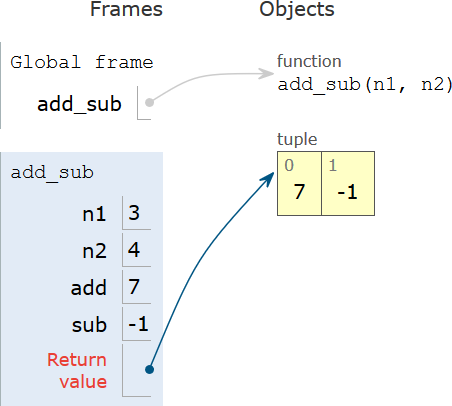 Frames Objects
Global frame
add_sub
function
add_sub(n1, n2)
tuple
0 1
7 -1
add_sub
n1 3
n2 4
add 7
sub -1
Return
value